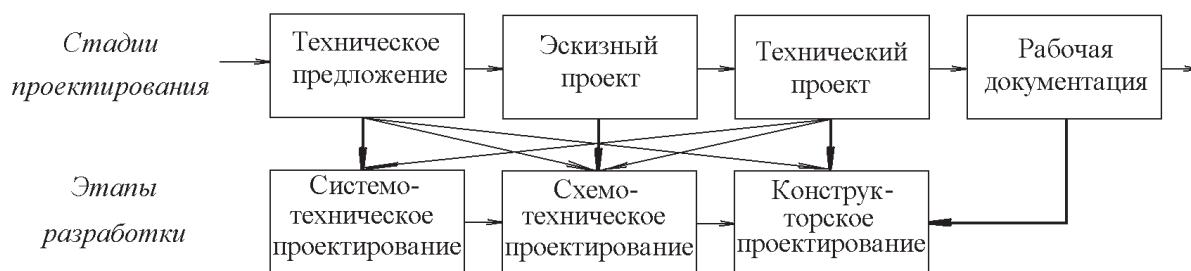 Стадии
проектирования
Техническое
предложение
Эскизный
проект
Технический
проект
Рабочая
документация
Этапы
разработки
Системо-
техническое
проектирование
Схемо-
техническое
проектирование
Конструк-
торское
проектирование